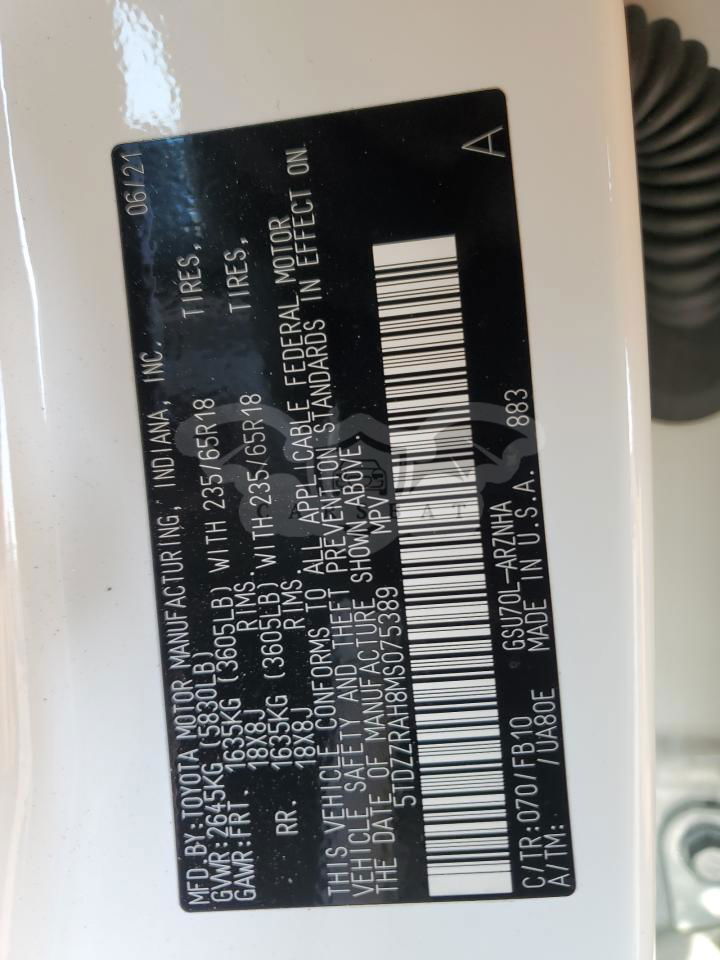 MFD BY:TOYOTA MOTOR MANUFACTURING, INDIANA, INC. 06/21
GVWR:2645KG (5830LB)
GAWR:FRT. 1635KG (3605LB) WITH 235/65R18 TIRES,
18X8J RIMS.
RR. 1635KG (3605LB) WITH 235/65R18 TIRES,
18X8J RIMS
THIS VEHICLE CONFORMS TO ALL APPLICABLE FEDERAL MOTOR
VEHICLE SAFETY AND THEFT PREVENTION STANDARDS IN EFFECT ON
THE DATE OF MANUFACTURE SHOWN ABOVE.
5TDZZRAH8MS075389 MPV
C/TR:070/FB10 GSU70L-ARZNHA
A/TM: /UA80E MADE IN U.S.A. 883
A
CAR SEAT